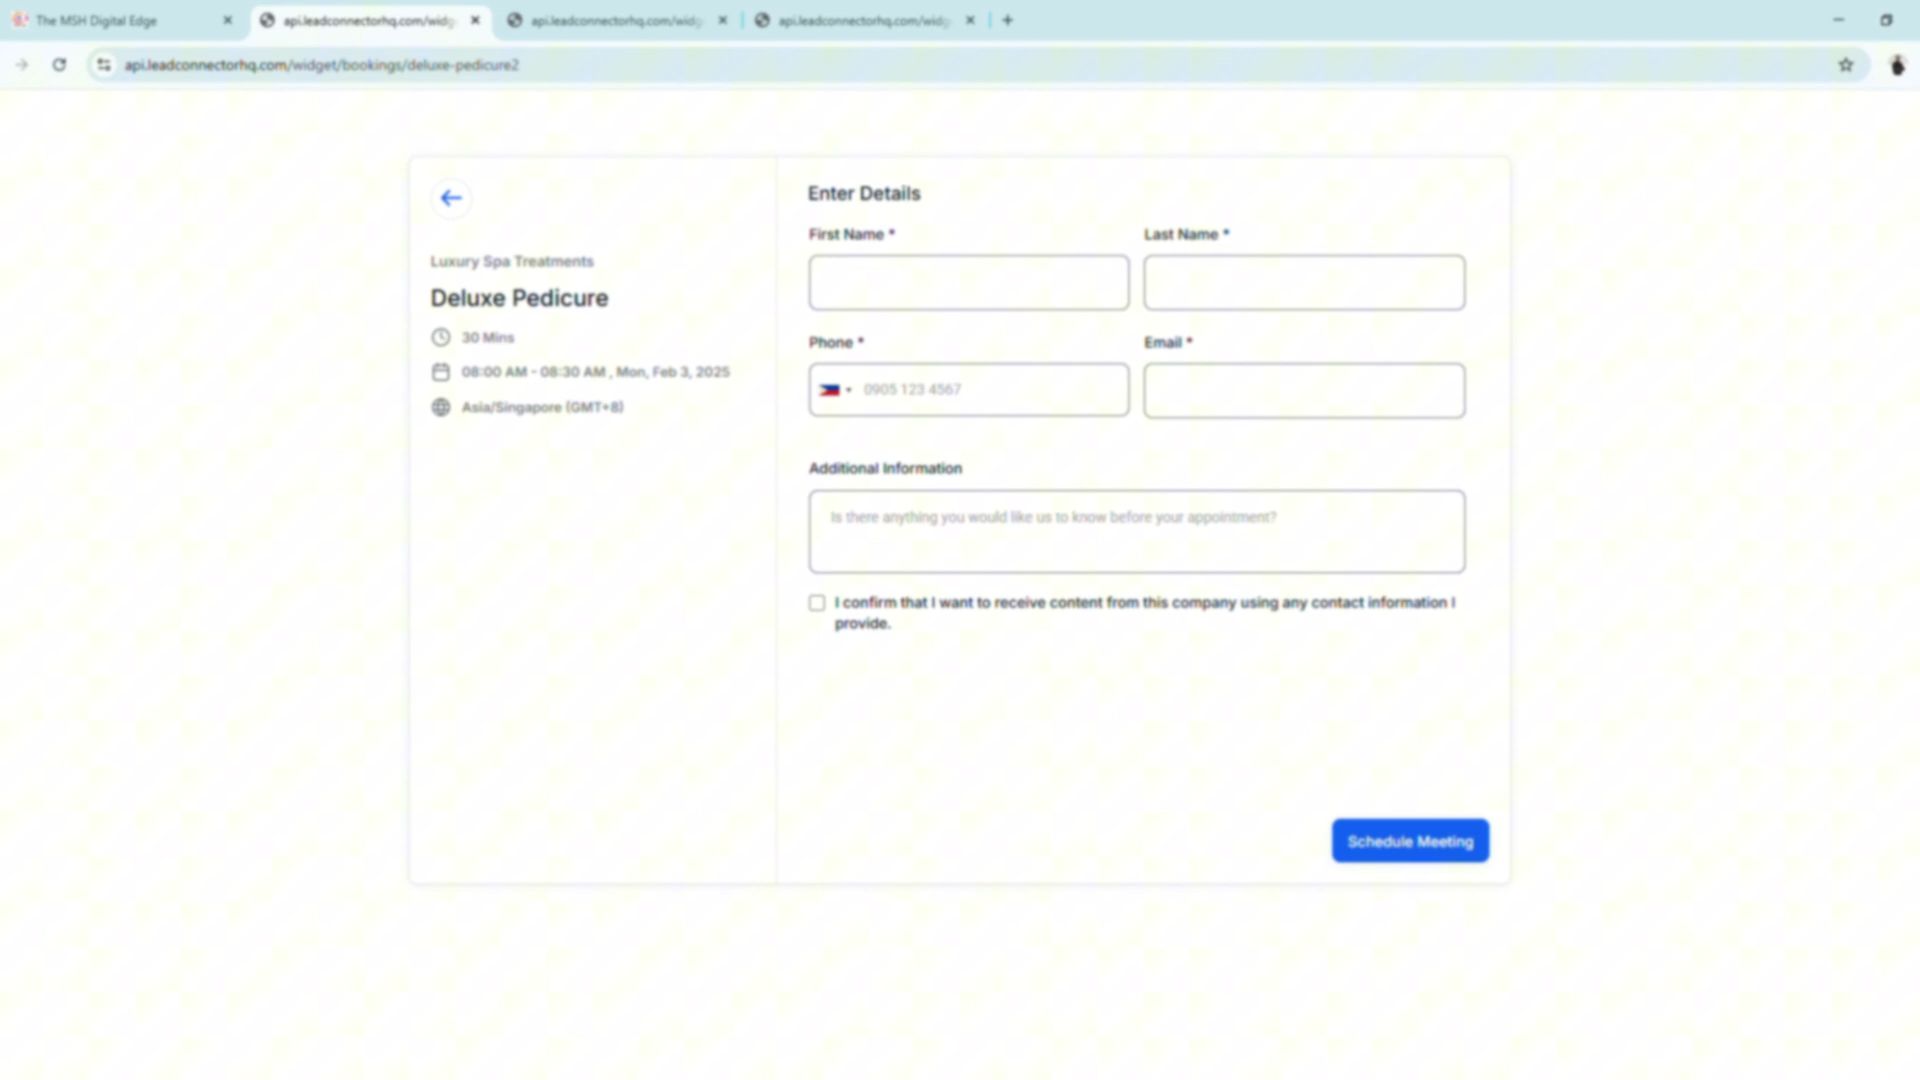 The MSH Digital Edge
api.leadconnectorhq.com/widg
api.leadconnectorhq.com/widg
api.leadconnectorhq.com/widg
api.leadconnectorhq.com/widget/bookings/deluxe-pedicure2
Luxury Spa Treatments
Deluxe Pedicure
30 Mins
08:00 AM - 08:30 AM , Mon, Feb 3, 2025
Asia/Singapore (GMT+8)
Enter Details
First Name *
Last Name *
Phone *
Email *
0905 123 4567
Additional Information
Is there anything you would like us to know before your appointment?
I confirm that I want to receive content from this company using any contact information I
provide.
Schedule Meeting